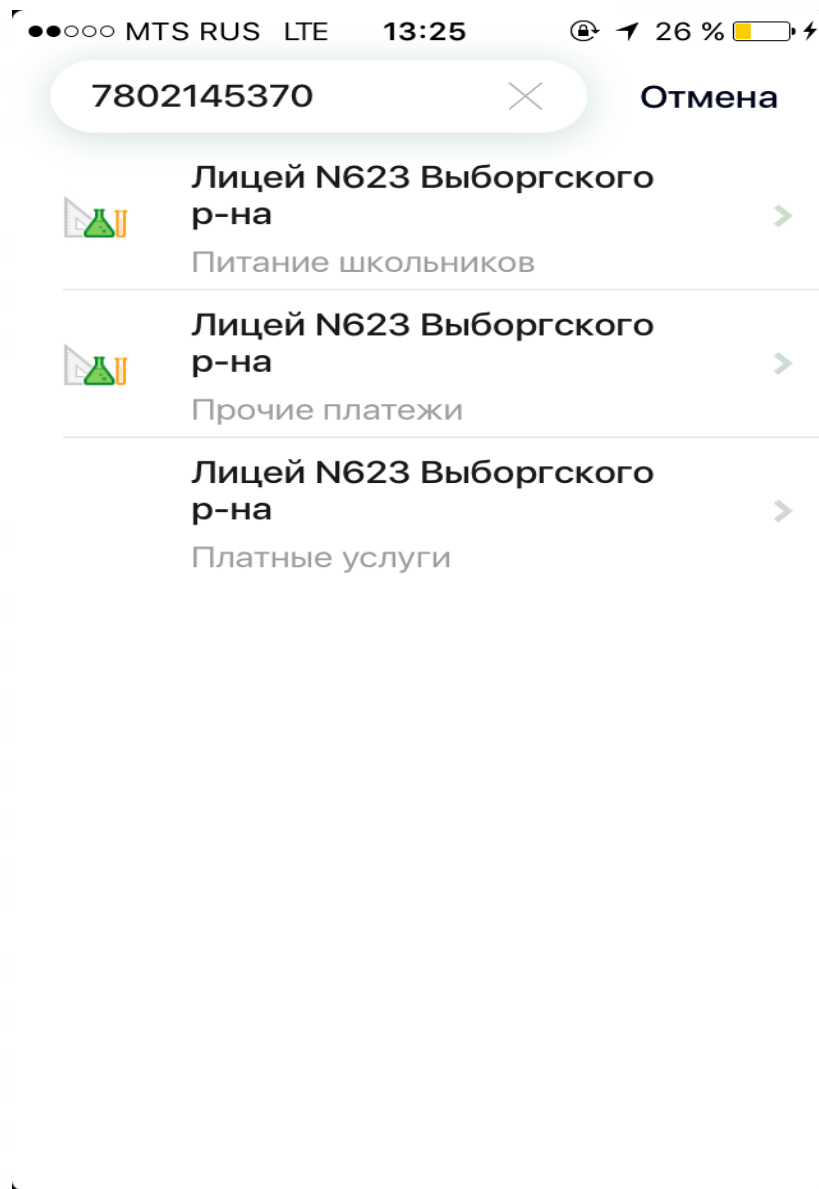 MTS RUS LTE 13:25 26 %
7802145370 Отмена
Лицей N623 Выборгского
р-на
Питание школьников
Лицей N623 Выборгского
р-на
Прочие платежи
Лицей N623 Выборгского
р-на
Платные услуги